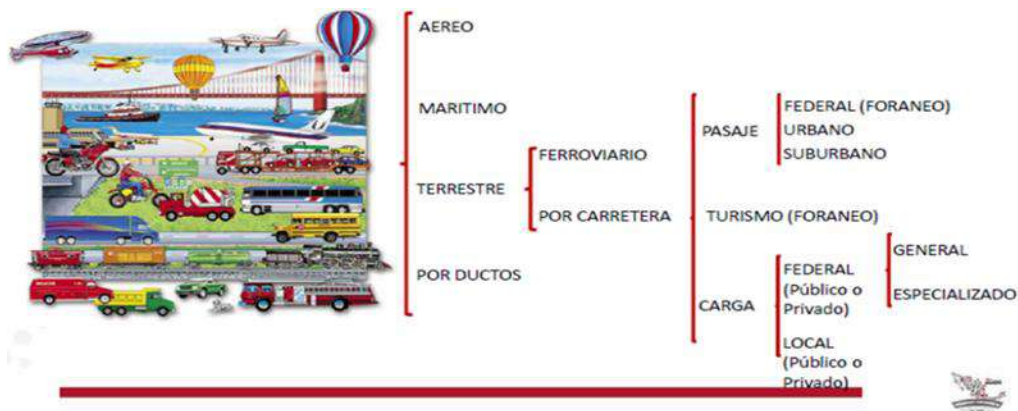 AEREO
MARITIMO
TERRESTRE
POR DUCTOS
FERROVIARIO
POR CARRETERA
PASAJE
FEDERAL (FORANEO)
URBANO
SUBURBANO
TURISMO (FORANEO)
CARGA
FEDERAL
(Público o
Privado)
GENERAL
ESPECIALIZADO
LOCAL
(Público o
Privado)